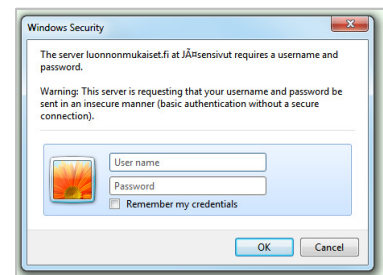 Windows Security
The server luonnonmukaiset.fi at JÃ¤sensivut requires a username and
password.
Warning: This server is requesting that your username and password be
sent in an insecure manner (basic authentication without a secure
connection).
User name
Password
Remember my credentials
OK
Cancel